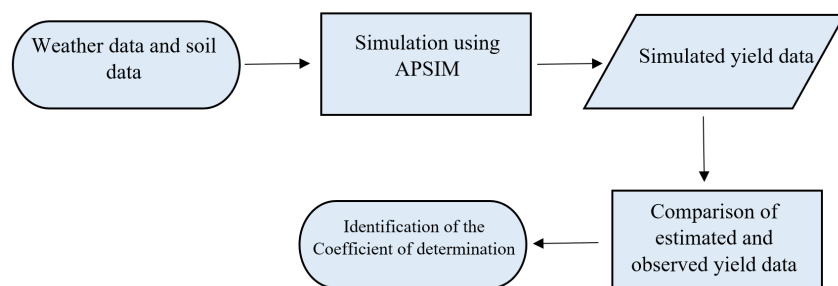 Weather data and soil
data
Simulation using
APSIM
Simulated yield data
Comparison of
estimated and
observed yield data
Identification of the
Coefficient of determination